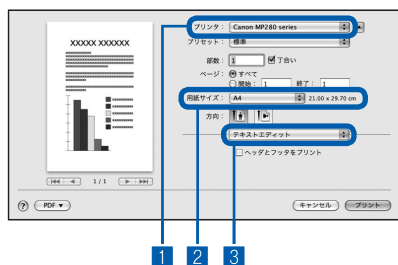 プリンタ： Canon MP280 series
プリセット： 標準
XXXXX XXXXXX
部数： 1 丁合い
ページ： すべて
開始： 1 終了： 1
用紙サイズ： A4 21.00 x 29.70 cm
方向：
テキストエディット
ヘッダとフッタをプリント
1 / 1
? PDF キャンセル プリント
1 2 3